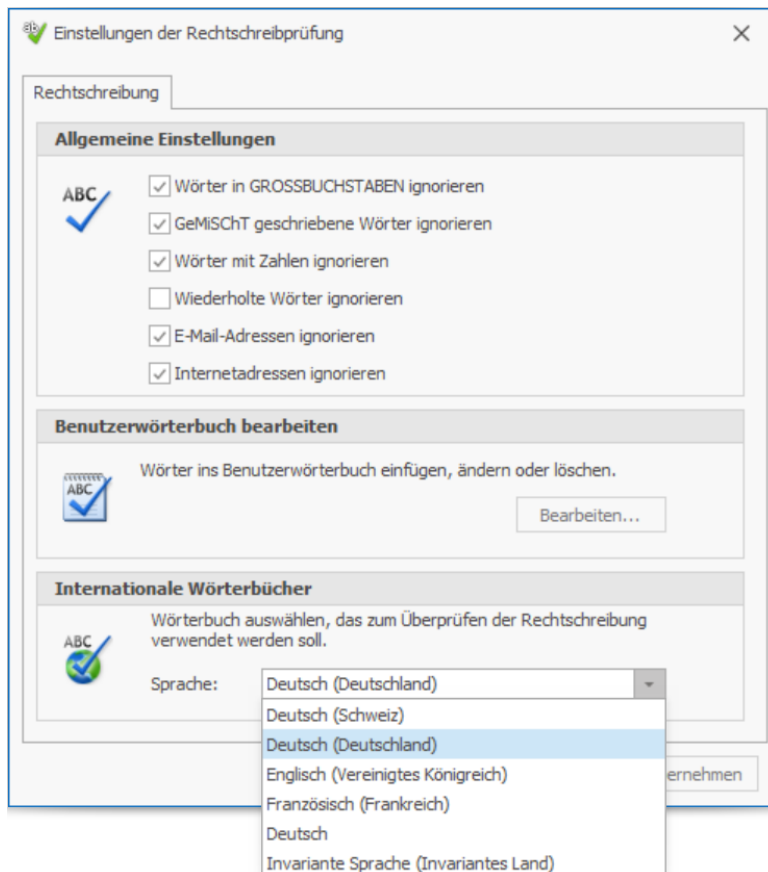 Einstellungen der Rechtschreibprüfung
Rechtschreibung
Allgemeine Einstellungen
ABC
Wörter in GROSSBUCHSTABEN ignorieren
GeMiSChT geschriebene Wörter ignorieren
Wörter mit Zahlen ignorieren
Wiederholte Wörter ignorieren
E-Mail-Adressen ignorieren
Internetadressen ignorieren
Benutzerwörterbuch bearbeiten
ABC
Wörter ins Benutzerwörterbuch einfügen, ändern oder löschen.
Bearbeiten...
Internationale Wörterbücher
ABC
Wörterbuch auswählen, das zum Überprüfen der Rechtschreibung
verwendet werden soll.
Sprache: Deutsch (Deutschland)
Deutsch (Schweiz)
Deutsch (Deutschland)
Englisch (Vereinigtes Königreich)
ernehmen
Französisch (Frankreich)
Deutsch
Invariante Sprache (Invariantes Land)